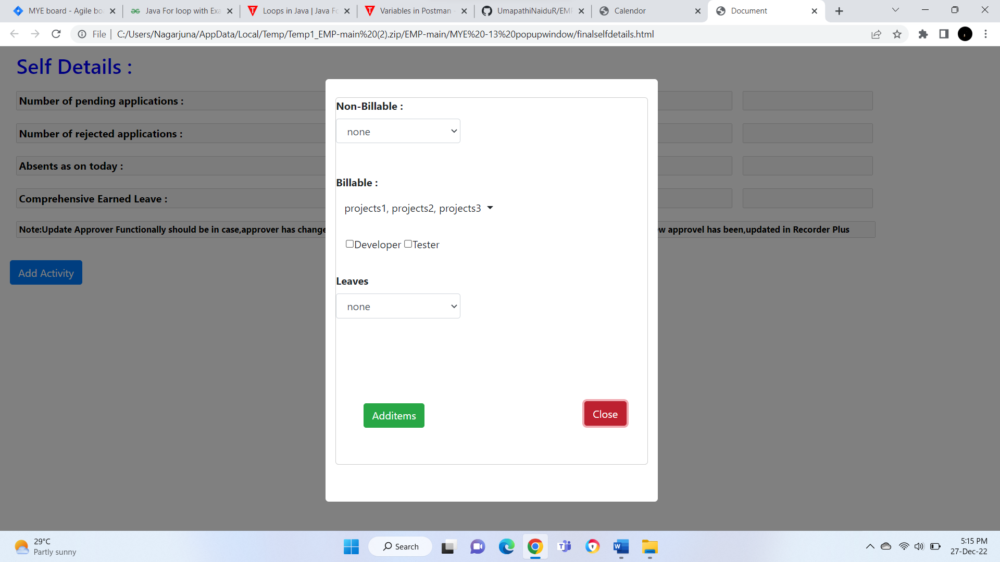 MYE board - Agile bo
Java For loop with Exa
Loops in Java | Java Fo
Variables in Postman -
UmapathiNaiduR/EMP
Calendor
Document
File | C:/Users/Nagarjuna/AppData/Local/Temp/Temp1_EMP-main%20(2).zip/EMP-main/MYE%20-13%20popupwindow/finalselfdetails.html
Self Details :
Number of pending applications :
Number of rejected applications :
Absents as on today :
Comprehensive Earned Leave :
Note:Update Approver Functionally should be in case,approver has change
w approvel has been,updated in Recorder Plus
Add Activity
Non-Billable :
none
Billable :
projects1, projects2, projects3
Developer Tester
Leaves
none
Additems
Close
29°C
Partly sunny
Search
5:15 PM
27-Dec-22